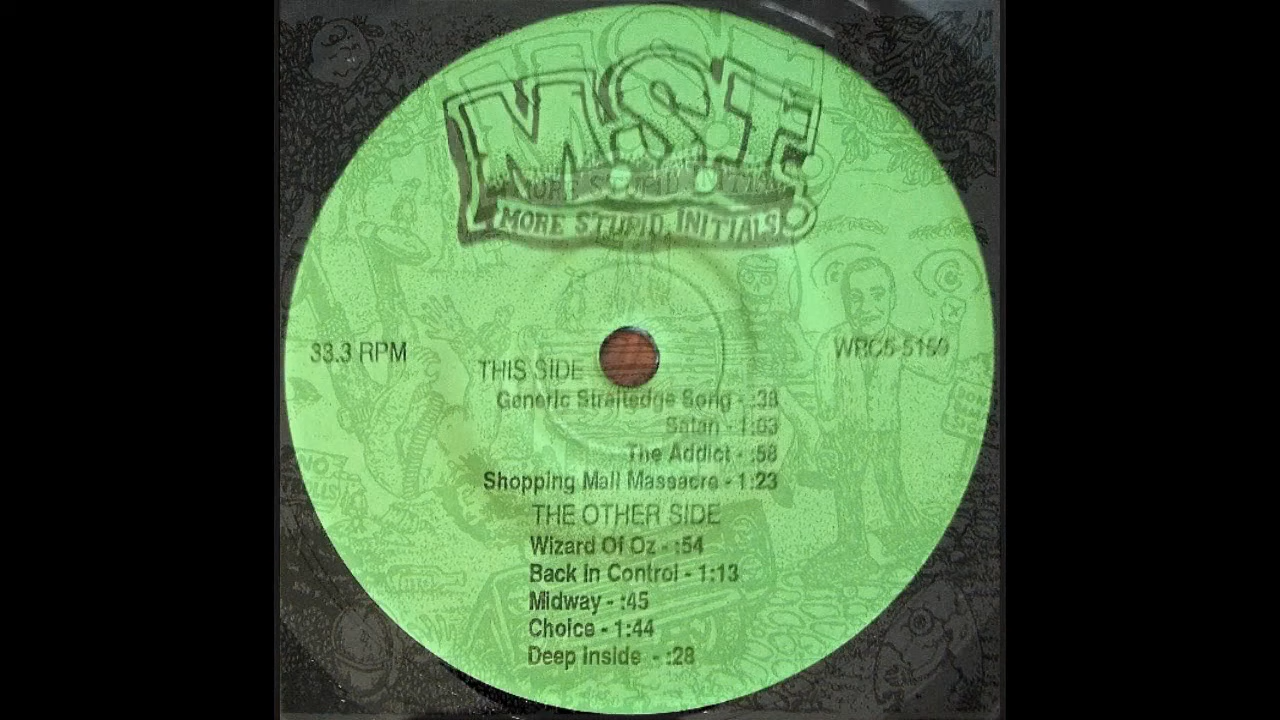 M.S.I.
MORE STUPID INITIALS
33.3 RPM
THIS SIDE
Generic Straitedge Song - :38
Satan - 1:03
The Addict - :58
Shopping Mall Massacre - 1:23
THE OTHER SIDE
Wizard Of Oz - :54
Back In Control - 1:13
Midway - :45
Choice - 1:44
Deep Inside - :28